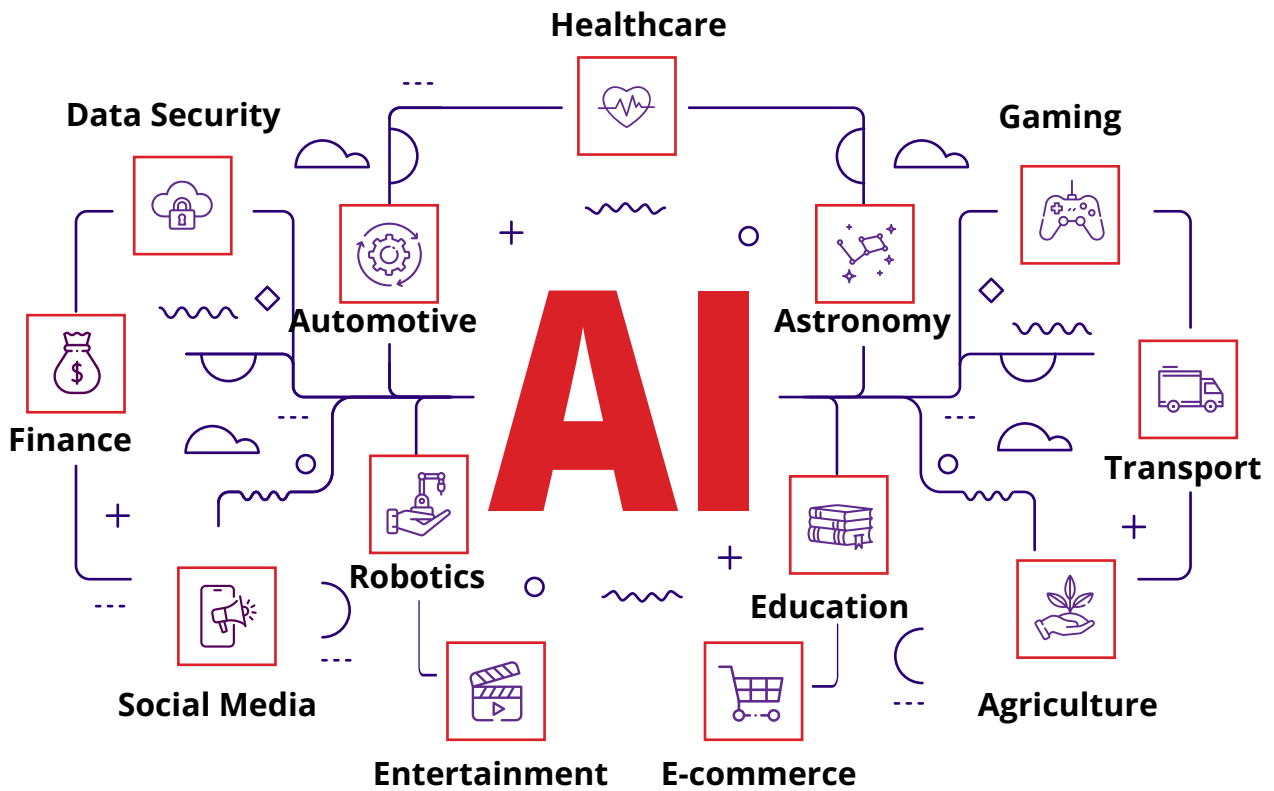 Healthcare
Data Security
Gaming
Automotive
Astronomy
AI
$
Finance
Transport
Robotics
Education
Social Media
Agriculture
Entertainment
E-commerce